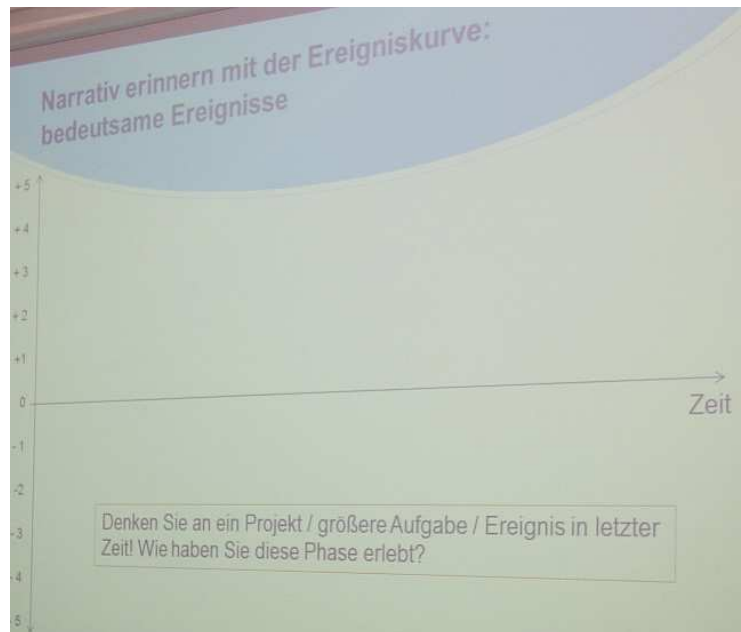 Narrativ erinnern mit der Ereigniskurve:
bedeutsame Ereignisse
+5
+4
+3
+2
+1
0
Zeit
-1
-2
-3
-4
5
Denken Sie an ein Projekt / größere Aufgabe / Ereignis in letzter
Zeit! Wie haben Sie diese Phase erlebt?